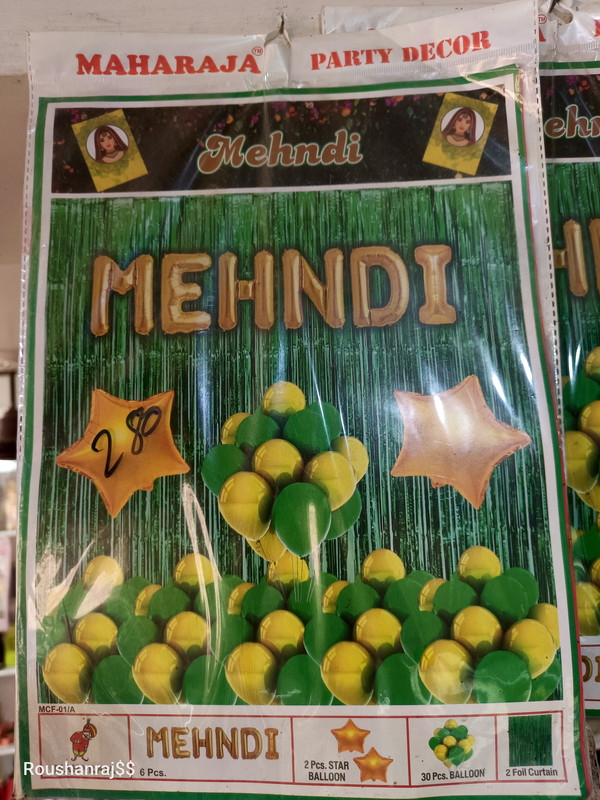 MAHARAJA TM PARTY DECOR
Mehndi
MEHNDI
280
MCF-01/A
MEHNDI
6 Pcs.
2 Pcs. STAR
BALLOON
30 Pcs. BALLOON
2 Foil Curtain
Roushanraj$$